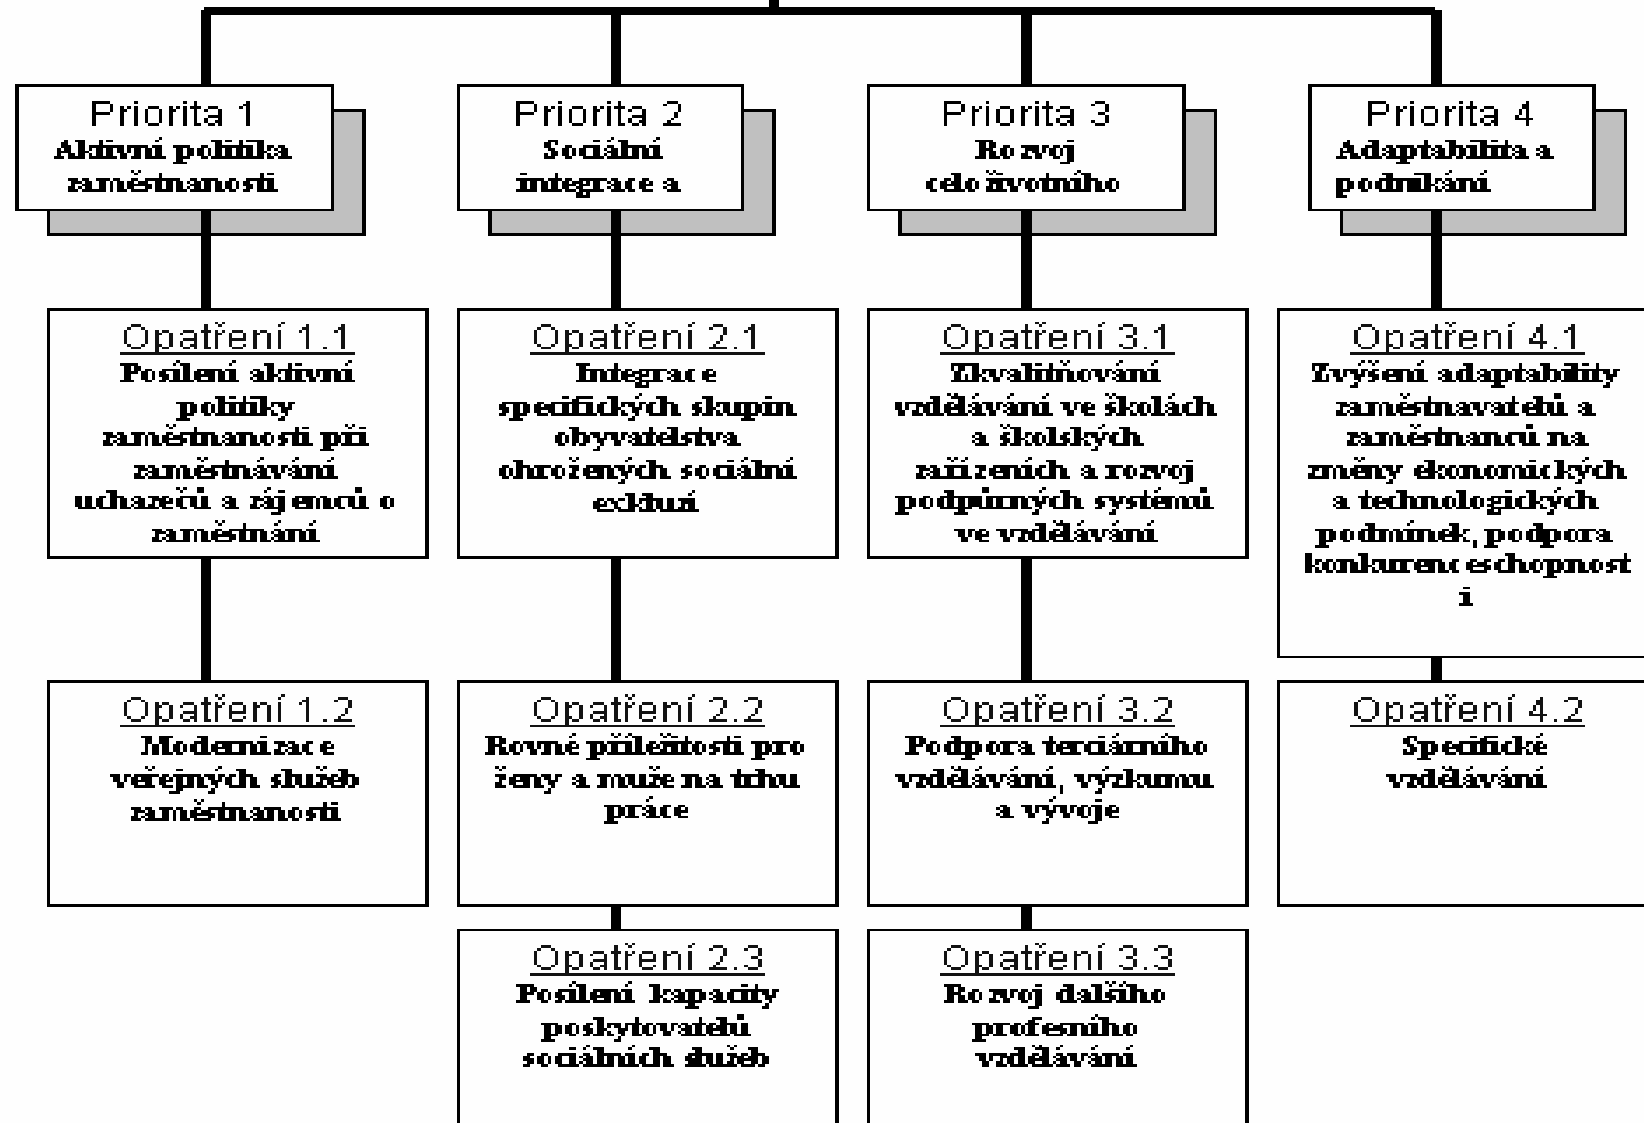 Priorita 1
Aktivní politika
zaměstnanosti
Priorita 2
Sociální
integrace a
Priorita 3
Rozvoj
celoživotního
Priorita 4
Adaptabilita a
podnikání
Opatření 1.1
Posílení aktivní
politiky
zaměstnanosti při
zaměstnávání
uchazečů a zájemců o
zaměstnání
Opatření 2.1
Integrace
specifických skupin
obyvatelstva
ohrožených sociální
exkluzí
Opatření 3.1
Zkvalitňování
vzdělávání ve školách
a školských
zařízeních a rozvoj
podpůrných systémů
ve vzdělávání
Opatření 4.1
Zvýšení adaptability
zaměstnavatelů a
zaměstnanců na
změny ekonomických
a technologických
podmínek, podpora
konkurenceschopnost
i
Opatření 1.2
Modernizace
veřejných služeb
zaměstnanosti
Opatření 2.2
Rovné příležitosti pro
ženy a muže na trhu
práce
Opatření 3.2
Podpora terciárního
vzdělávání, výzkumu
a vývoje
Opatření 4.2
Specifické
vzdělávání
Opatření 2.3
Posílení kapacity
poskytovatelů
sociálních služeb
Opatření 3.3
Rozvoj dalšího
profesního
vzdělávání